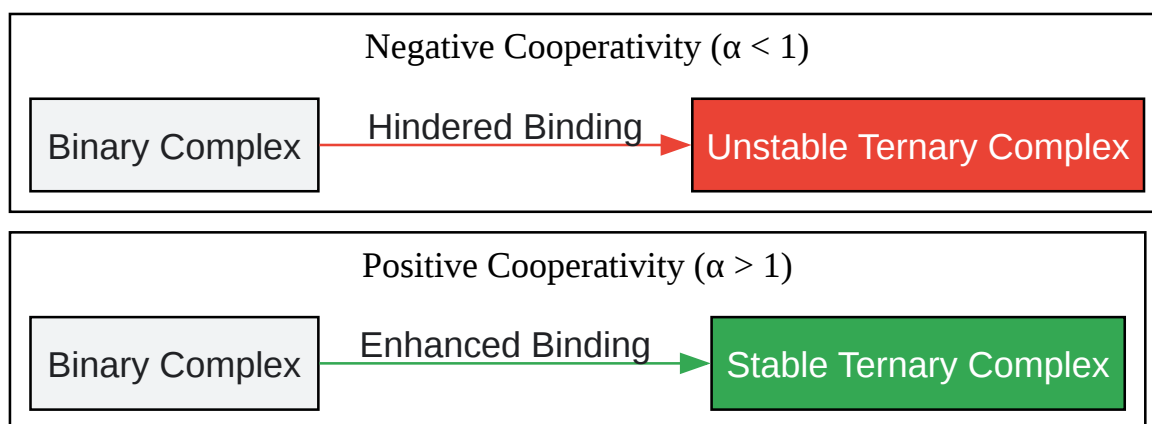 Negative Cooperativity (α < 1)
Binary Complex
Hindered Binding
Unstable Ternary Complex
Positive Cooperativity (α > 1)
Binary Complex
Enhanced Binding
Stable Ternary Complex